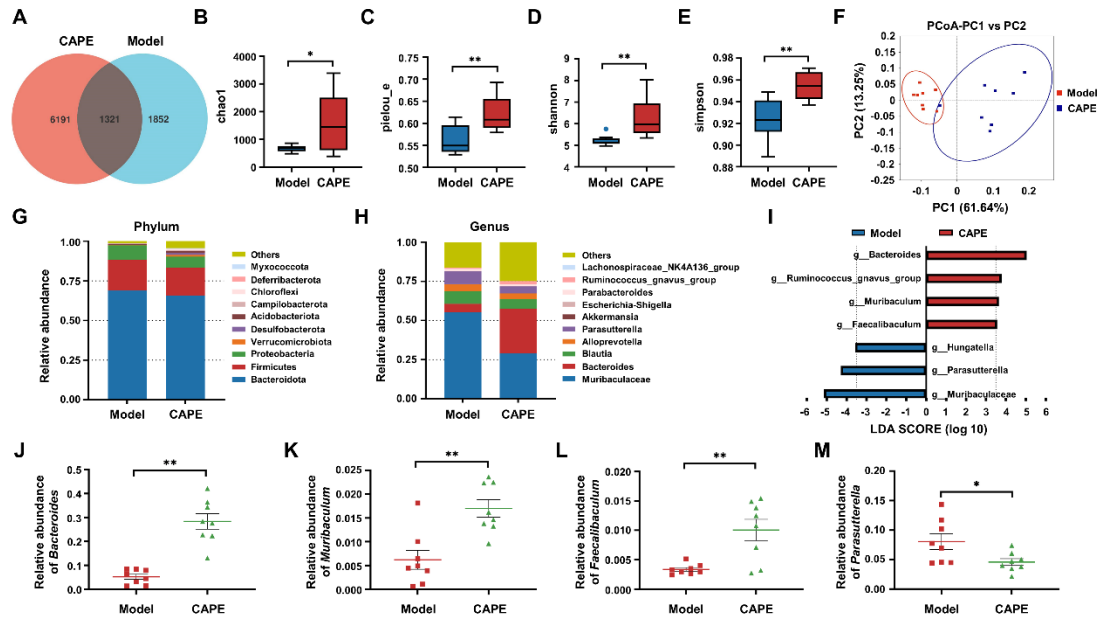 A
CAPE
Model
6191
1321
1852
B
chao1
4000
3000
2000
1000
0
*
Model CAPE
C
pielou_e
0.75
0.70
0.65
0.60
0.55
0.50
**
Model CAPE
D
shannon
9
8
7
6
5
4
**
Model CAPE
E
simpson
0.98
0.96
0.94
0.92
0.90
0.88
**
Model CAPE
F
PCoA-PC1 vs PC2
PC2 (13.25%)
0.2
0.15
0.1
0.05
0
-0.05
-0.1
-0.15
-0.2
-0.25
-0.1
0
0.1
0.2
0.3
PC1 (61.64%)
Model
CAPE
G
Phylum
Relative abundance
1.00
0.75
0.50
0.25
0.00
Model CAPE
Others
Myxococcota
Deferribacterota
Chloroflexi
Campilobacterota
Acidobacteriota
Desulfobacterota
Verrucomicrobiota
Proteobacteria
Firmicutes
Bacteroidota
H
Genus
Relative abundance
1.00
0.75
0.50
0.25
0.00
Model CAPE
Others
Lachonospiraceae_NK4A136_group
Ruminococcus_gnavus_group
Parabacteroides
Escherichia-Shigella
Akkermansia
Parasutterella
Alloprevotella
Blautia
Bacteroides
Muribaculaceae
I
Model CAPE
g__Bacteroides
g__Ruminococcus_gnavus_group
g__Muribaculum
g__Faecalibaculum
g__Hungatella
g__Parasutterella
g__Muribaculaceae
-6 -5 -4 -3 -2 -1 0 1 2 3 4 5 6
LDA SCORE (log 10)
J
Relative abundance
of Bacteroides
0.5
0.4
0.3
0.2
0.1
0.0
**
Model CAPE
K
Relative abundance
of Muribaculum
0.025
0.020
0.015
0.010
0.005
0.000
**
Model CAPE
L
Relative abundance
of Faecalibaculum
0.020
0.015
0.010
0.005
0.000
**
Model CAPE
M
Relative abundance
of Parasutterella
0.20
0.15
0.10
0.05
0.00
*
Model CAPE